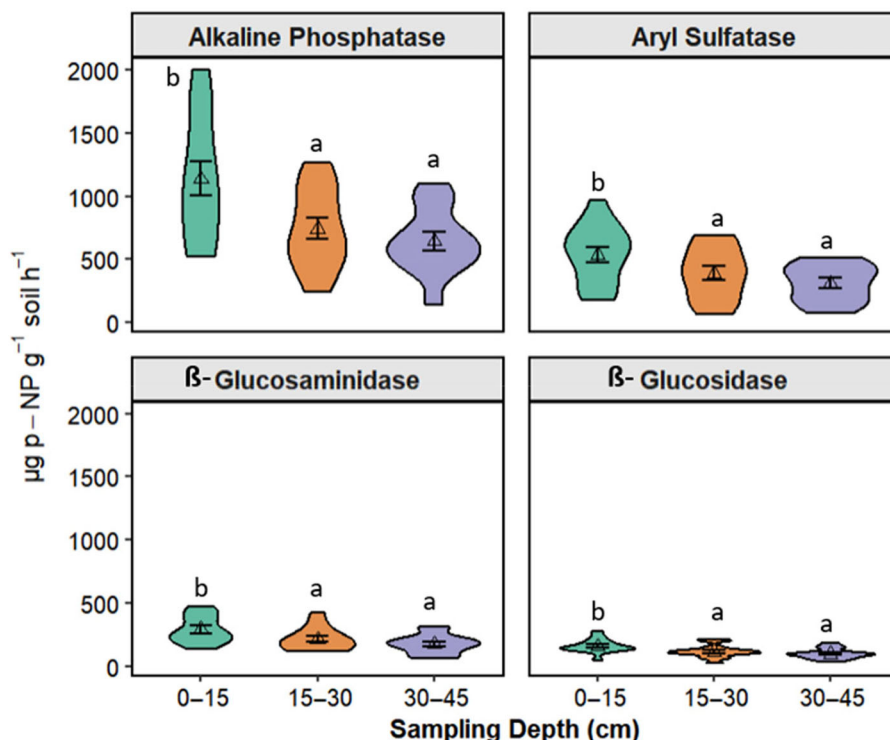 Alkaline Phosphatase
Aryl Sulfatase
2000
1500
1000
500
0
b
a
a
b
a
a
ß-Glucosaminidase
ß- Glucosidase
2000
1500
1000
500
0
b
a
a
b
a
a
0–15
15–30
30–45
0–15
15–30
30–45
Sampling Depth (cm)
µg p – NP g⁻¹ soil h⁻¹